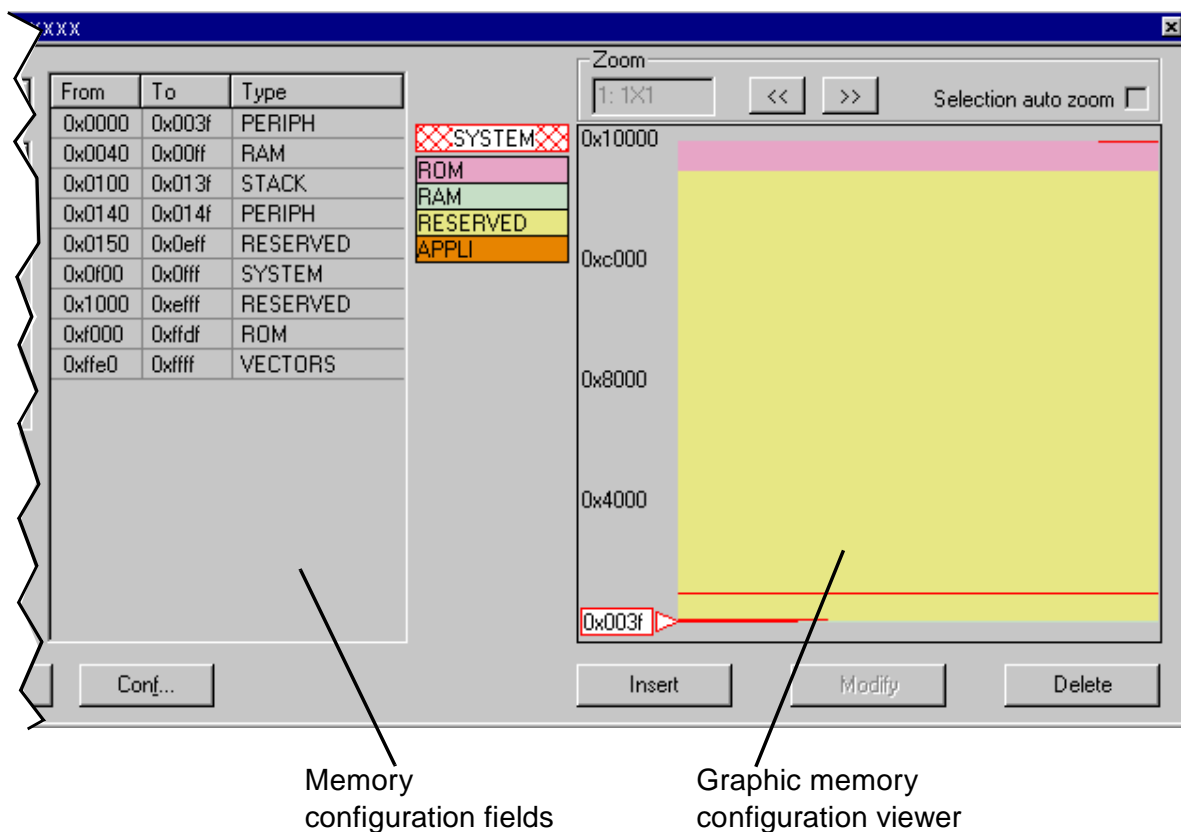 XXX
From To Type
0x0000 0x003f PERIPH
0x0040 0x00ff RAM
0x0100 0x013f STACK
0x0140 0x014f PERIPH
0x0150 0x0eff RESERVED
0x0f00 0x0fff SYSTEM
0x1000 0xefff RESERVED
0xf000 0xffdf ROM
0xffe0 0xffff VECTORS
SYSTEM
ROM
RAM
RESERVED
APPLI
Zoom
1: 1X1 << >> Selection auto zoom
0x10000
0xc000
0x8000
0x4000
0x003f
Conf... Insert Modify Delete
Memory
configuration fields
Graphic memory
configuration viewer